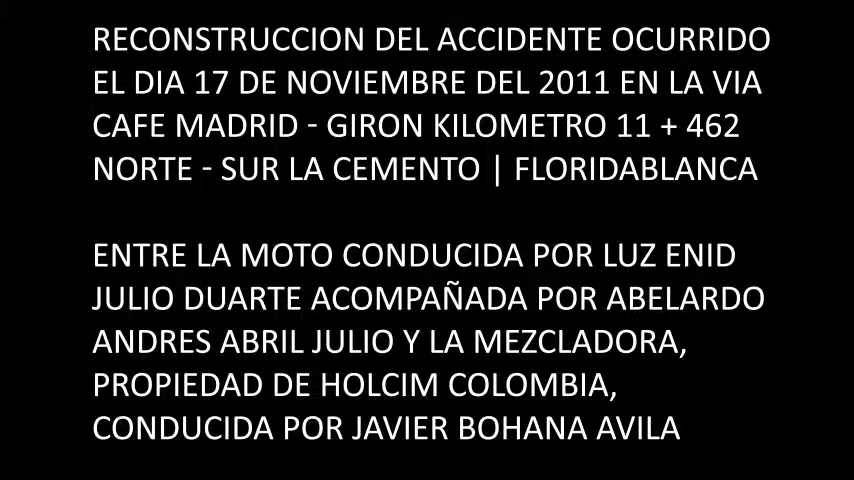 RECONSTRUCCION DEL ACCIDENTE OCURRIDO
EL DIA 17 DE NOVIEMBRE DEL 2011 EN LA VIA
CAFE MADRID - GIRON KILOMETRO 11 + 462
NORTE - SUR LA CEMENTO | FLORIDABLANCA
ENTRE LA MOTO CONDUCIDA POR LUZ ENID
JULIO DUARTE ACOMPAÑADA POR ABELARDO
ANDRES ABRIL JULIO Y LA MEZCLADORA,
PROPIEDAD DE HOLCIM COLOMBIA,
CONDUCIDA POR JAVIER BOHANA AVILA